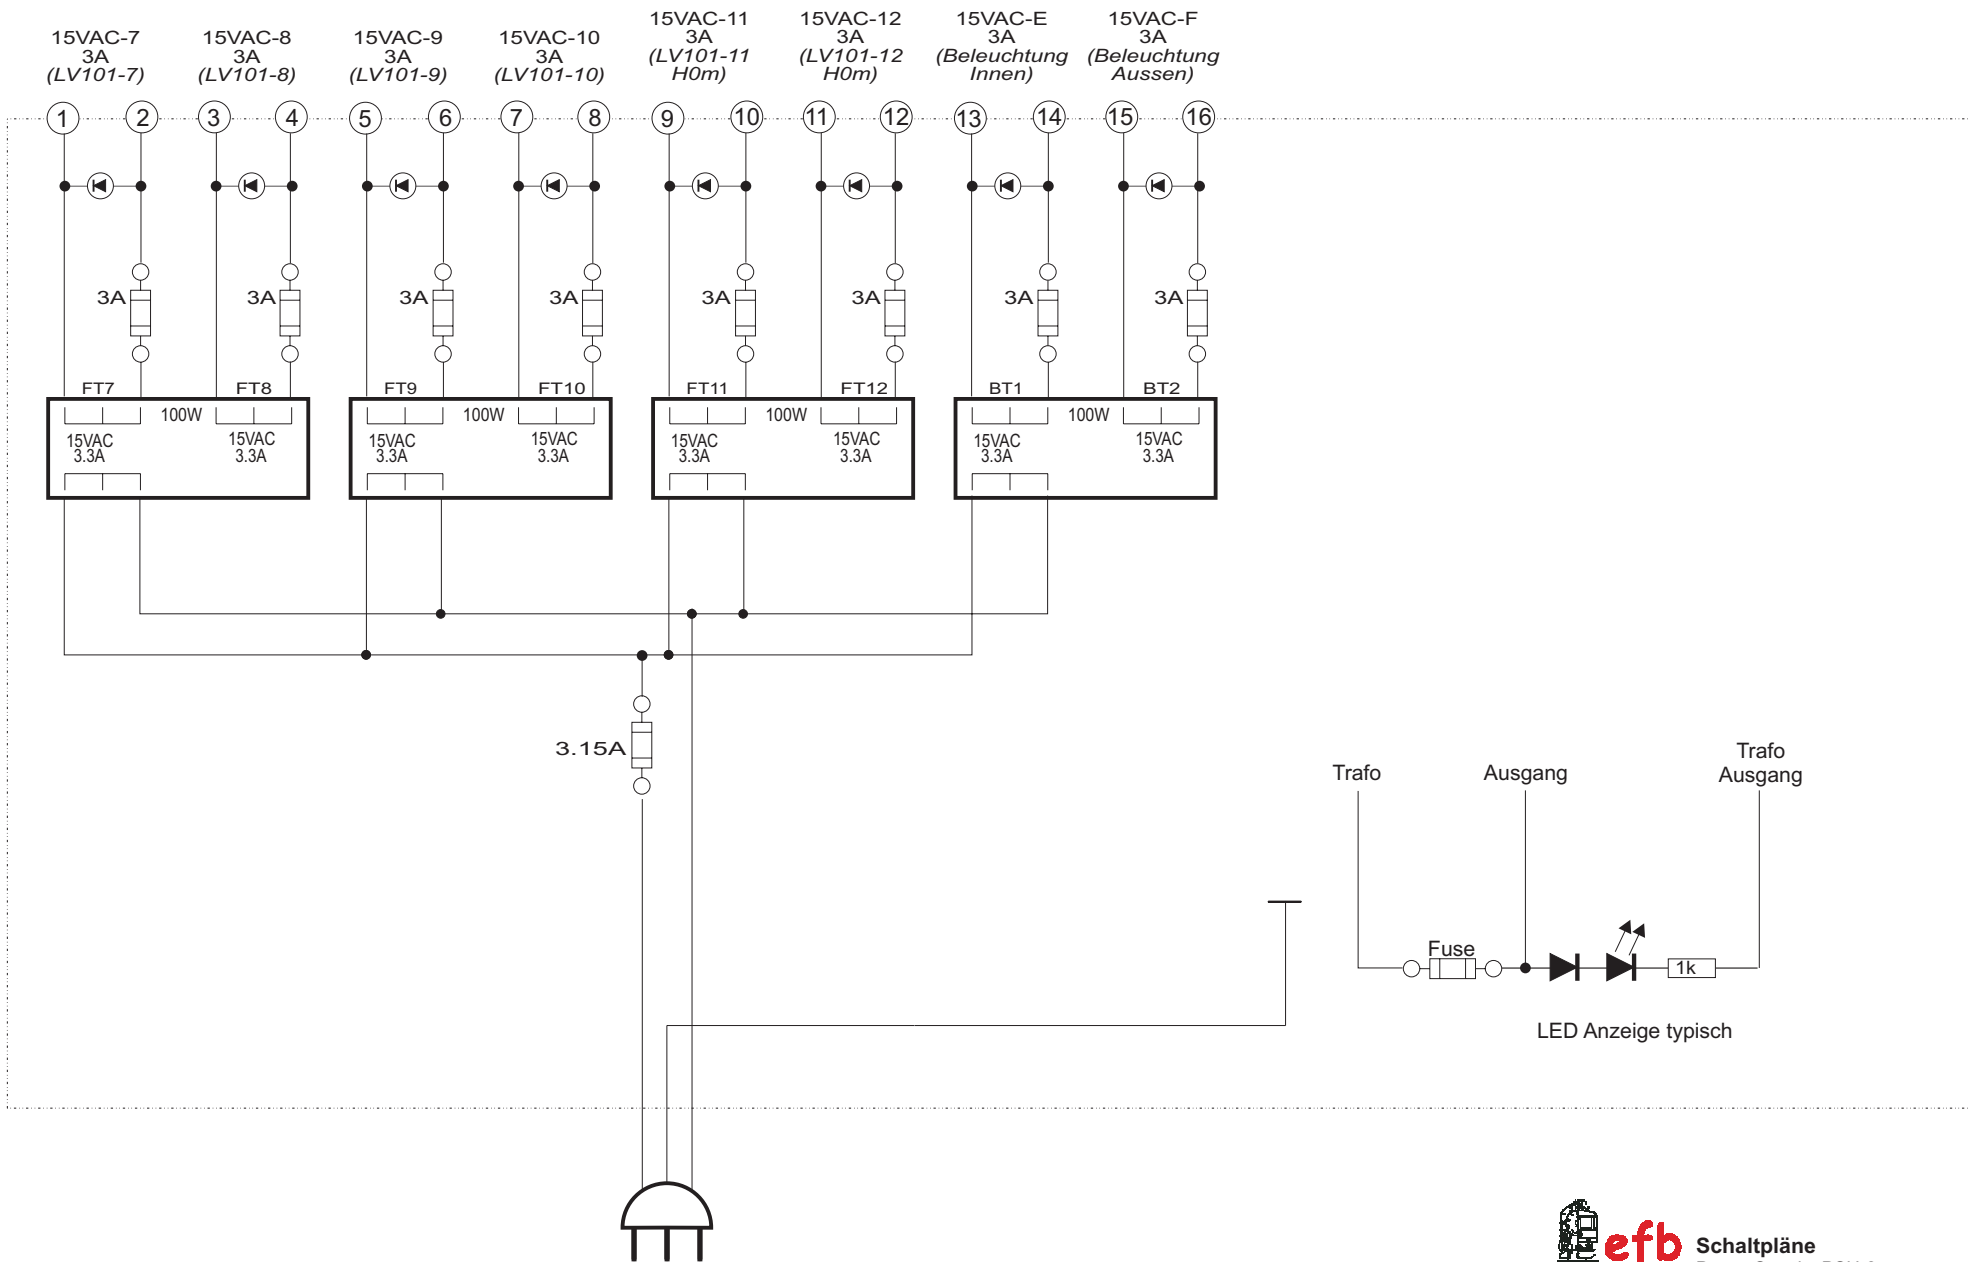 15VAC-7
3A
(LV101-7)
15VAC-8
3A
(LV101-8)
15VAC-9
3A
(LV101-9)
15VAC-10
3A
(LV101-10)
15VAC-11
3A
(LV101-11
H0m)
15VAC-12
3A
(LV101-12
H0m)
15VAC-E
3A
(Beleuchtung
Innen)
15VAC-F
3A
(Beleuchtung
Aussen)
1 2 3 4 5 6 7 8 9 10 11 12 13 14 15 16
3A 3A 3A 3A 3A 3A 3A 3A
FT7 FT8 FT9 FT10 FT11 FT12 BT1 BT2
100W 100W 100W 100W
15VAC
3.3A
15VAC
3.3A
15VAC
3.3A
15VAC
3.3A
15VAC
3.3A
15VAC
3.3A
15VAC
3.3A
15VAC
3.3A
3.15A
Trafo
Ausgang
Trafo
Ausgang
Fuse
1k
LED Anzeige typisch
efb
Schaltpläne